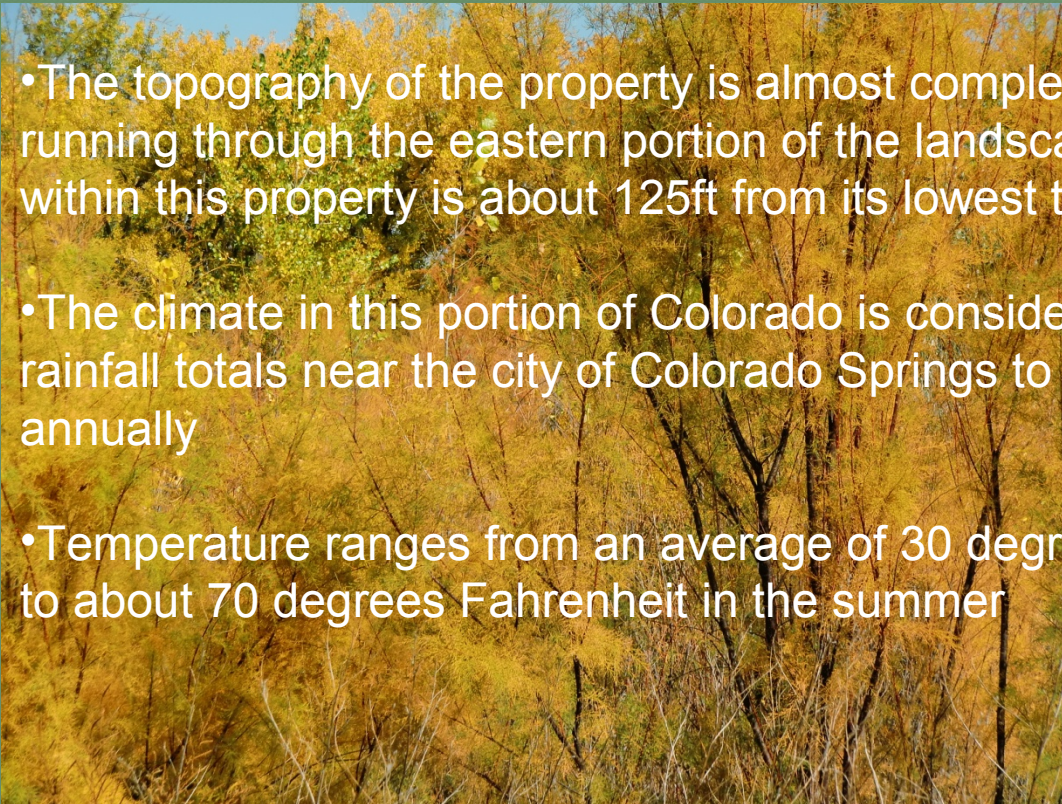 •The topography of the property is almost comple
running through the eastern portion of the landsca
within this property is about 125ft from its lowest t
•The climate in this portion of Colorado is conside
rainfall totals near the city of Colorado Springs to
annually
•Temperature ranges from an average of 30 degr
to about 70 degrees Fahrenheit in the summer